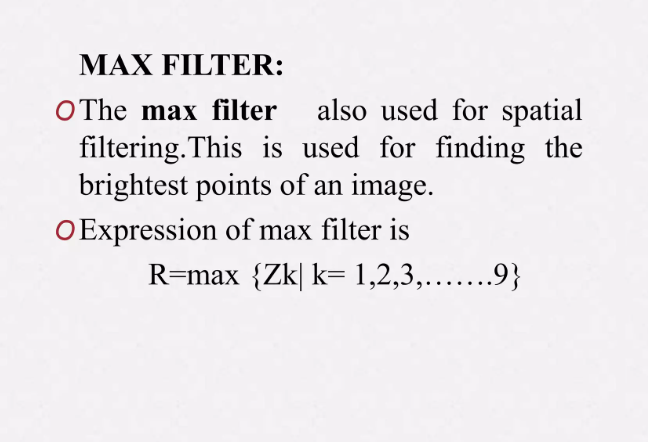 MAX FILTER:
The max filter also used for spatial
filtering.This is used for finding the
brightest points of an image.
Expression of max filter is
R=max {Zk| k= 1,2,3,…….9}